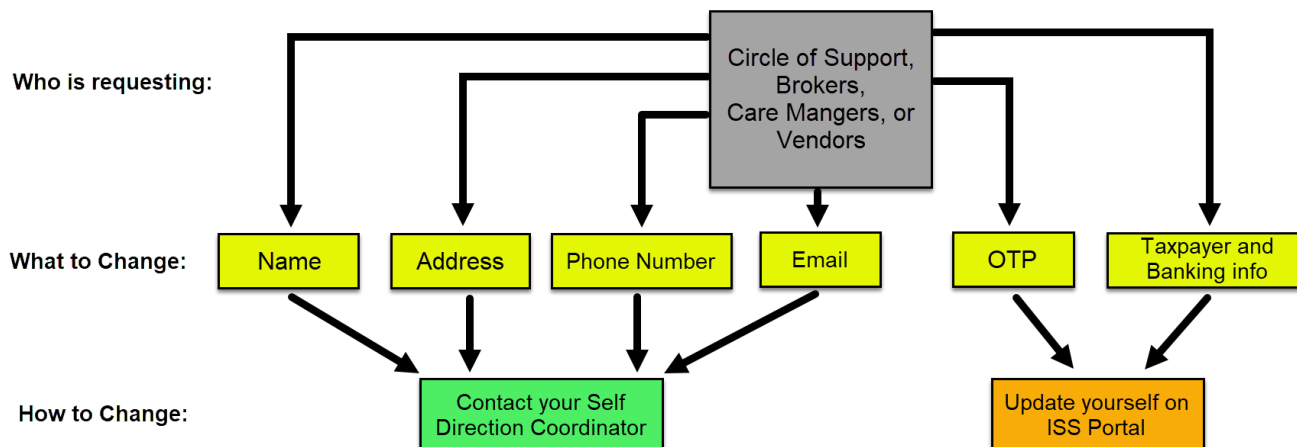 Who is requesting:
Circle of Support,
Brokers,
Care Mangers, or
Vendors
What to Change:
Name
Address
Phone Number
Email
OTP
Taxpayer and
Banking info
How to Change:
Contact your Self
Direction Coordinator
Update yourself on
ISS Portal